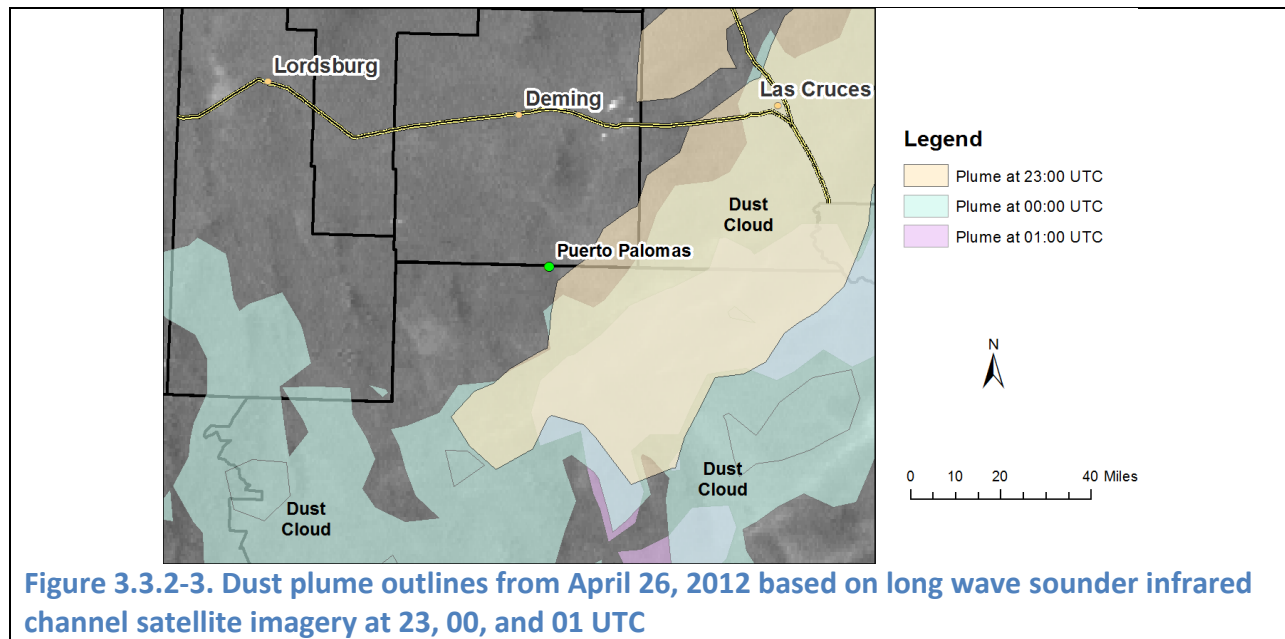 Lordsburg
Deming
Las Cruces
Dust
Cloud
Puerto Palomas
Dust
Cloud
Dust
Cloud
Legend
Plume at 23:00 UTC
Plume at 00:00 UTC
Plume at 01:00 UTC
N
0 10 20 40 Miles
Figure 3.3.2-3. Dust plume outlines from April 26, 2012 based on long wave sounder infrared
channel satellite imagery at 23, 00, and 01 UTC